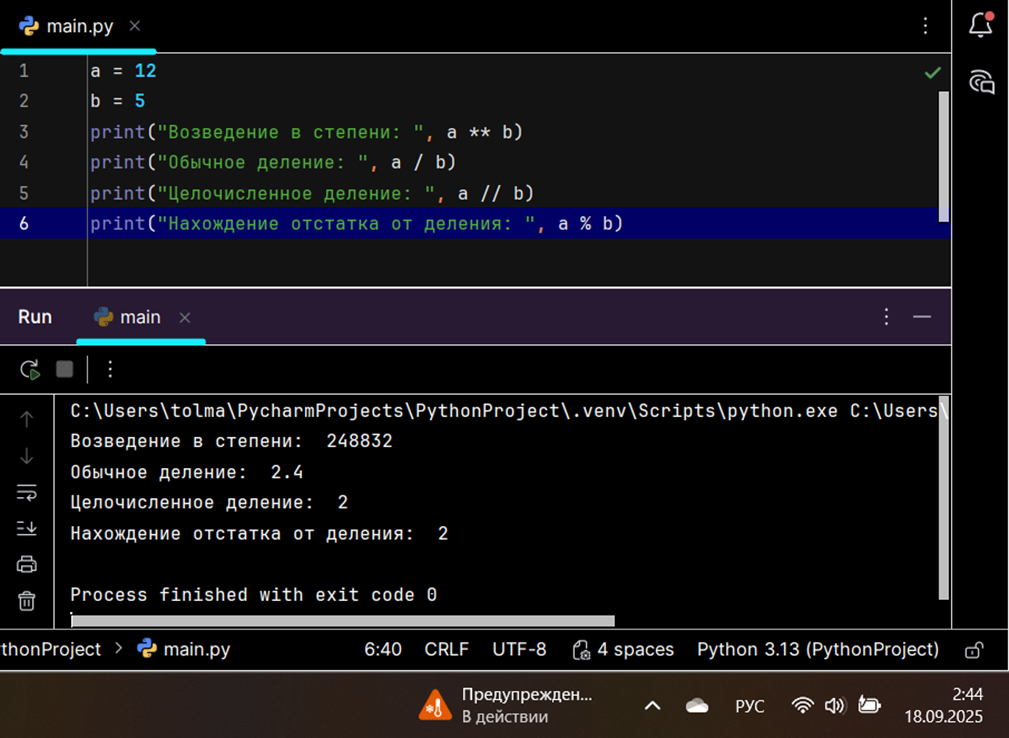 main.py
1 a = 12
2 b = 5
3 print("Возведение в степени: ", a ** b)
4 print("Обычное деление: ", a / b)
5 print("Целочисленное деление: ", a // b)
6 print("Нахождение отстатка от деления: ", a % b)
Run main
C:\Users\tolma\PycharmProjects\PythonProject\.venv\Scripts\python.exe C:\Users\
Возведение в степени:  248832
Обычное деление:  2.4
Целочисленное деление:  2
Нахождение отстатка от деления:  2
Process finished with exit code 0
thonProject > main.py 6:40 CRLF UTF-8 4 spaces Python 3.13 (PythonProject)
Предупрежден...
В действии
РУС
2:44
18.09.2025